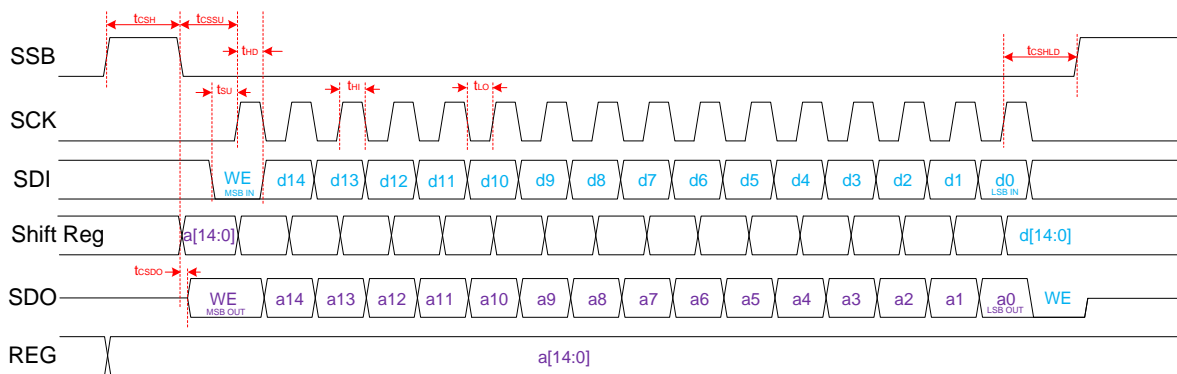 tCSH tCSSU
SSB tHD tCSHLD
tSU tHI tLO
SCK
SDI WE d14 d13 d12 d11 d10 d9 d8 d7 d6 d5 d4 d3 d2 d1 d0
MSB IN LSB IN
Shift Reg a[14:0] d[14:0]
tCSDO
SDO WE a14 a13 a12 a11 a10 a9 a8 a7 a6 a5 a4 a3 a2 a1 a0 WE
MSB OUT LSB OUT
REG a[14:0]